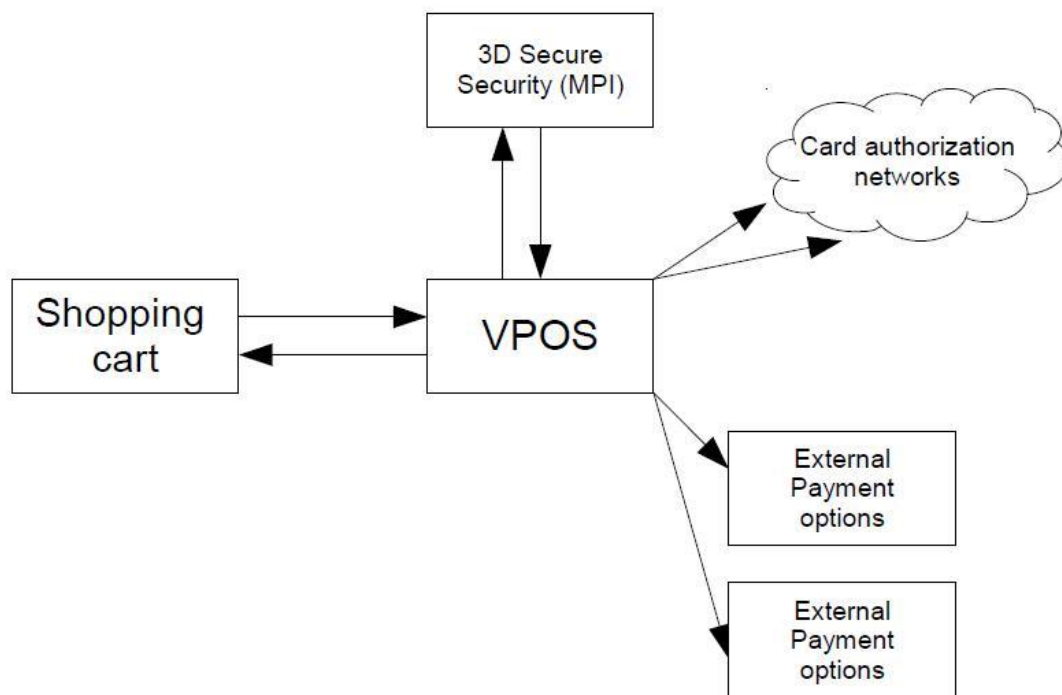 3D Secure
Security (MPI)
Card authorization
networks
Shopping
cart
VPOS
External
Payment
options
External
Payment
options